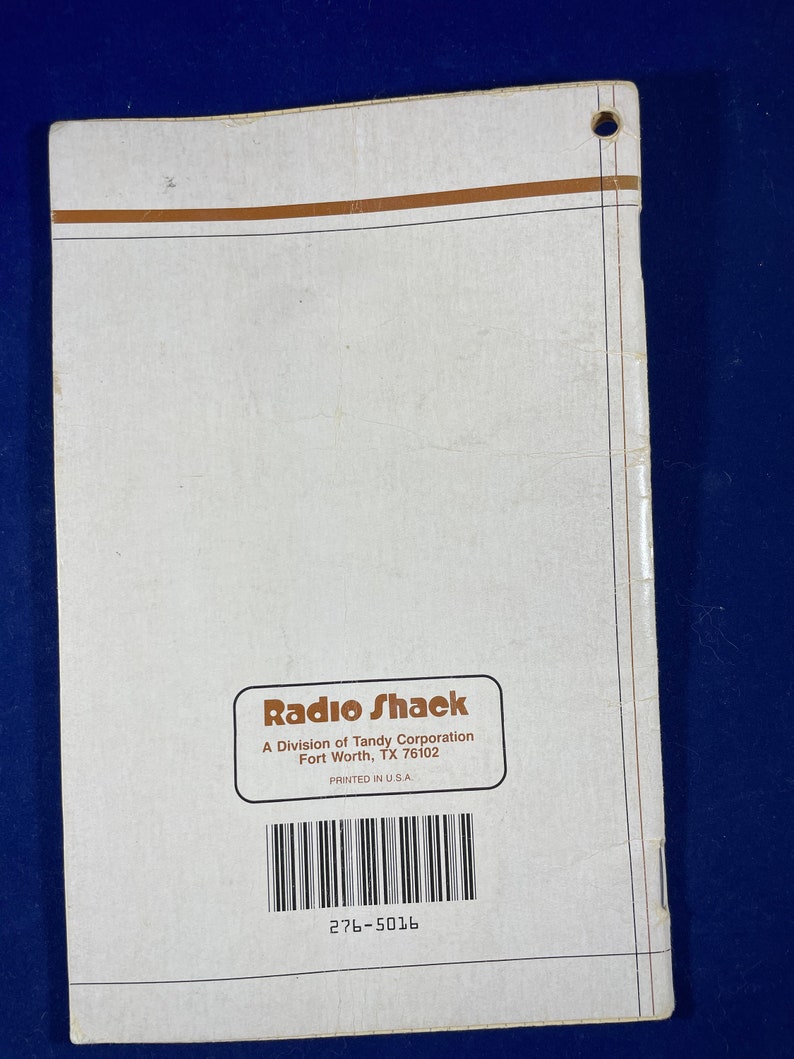 Radio Shack
A Division of Tandy Corporation
Fort Worth, TX 76102
PRINTED IN U.S.A.
276-5016